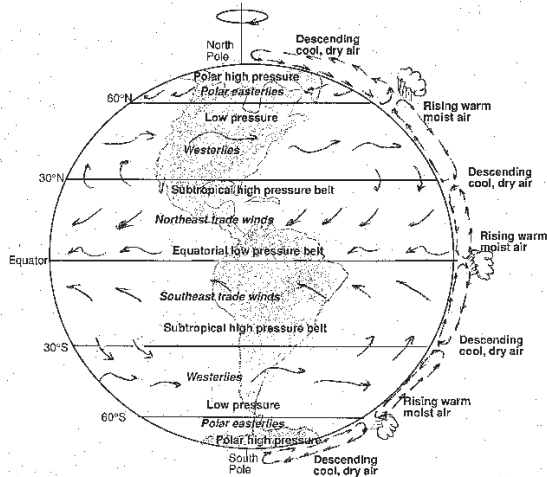 North
Pole
Descending
cool, dry air
Polar high pressure
Polar easterlies
60°N
Rising warm
moist air
Low pressure
Westerlies
Descending
cool, dry air
30°N
Subtropical high pressure belt
Northeast trade winds
Rising warm
moist air
Equatorial low pressure belt
Equator
Southeast trade winds
Subtropical high pressure belt
Descending
cool, dry air
30°S
Westerlies
Rising warm
moist air
Low pressure
60°S
Polar easterlies
Polar high pressure
South
Pole
Descending
cool, dry air